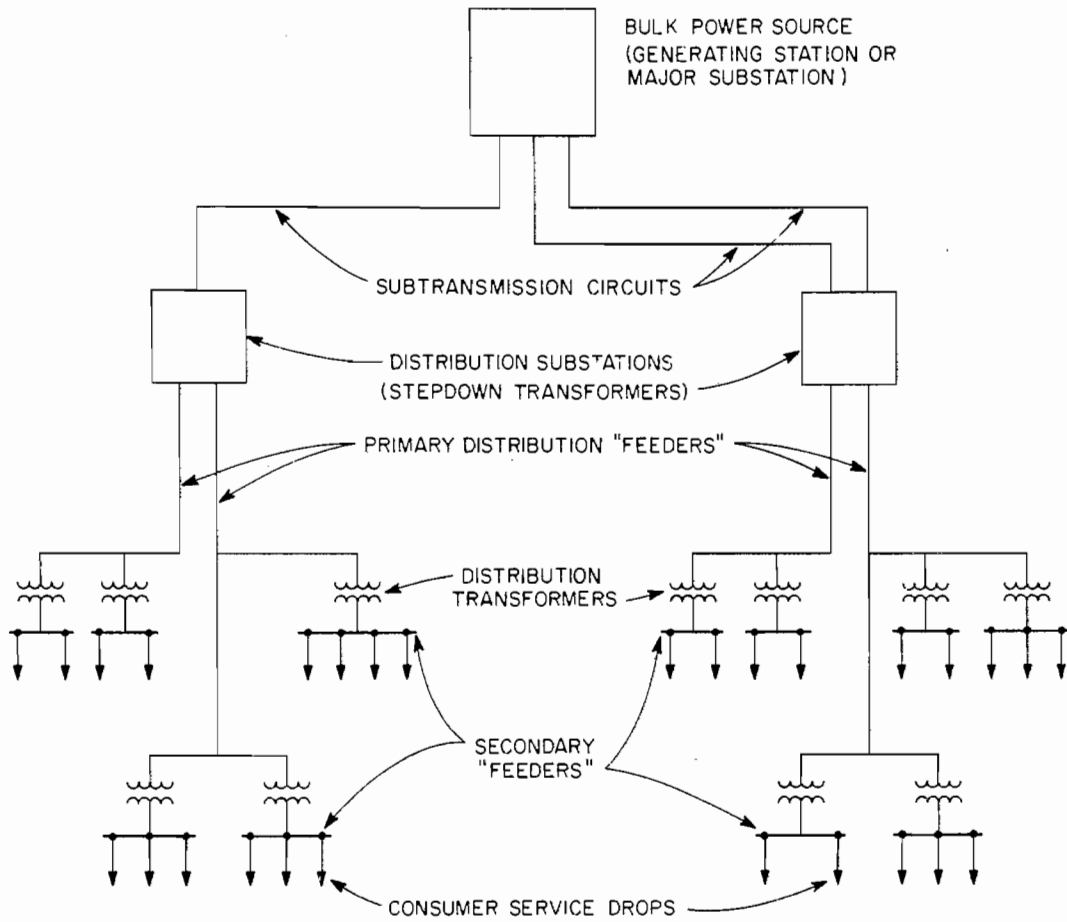 BULK POWER SOURCE
(GENERATING STATION OR
MAJOR SUBSTATION)
SUBTRANSMISSION CIRCUITS
DISTRIBUTION SUBSTATIONS
(STEPDOWN TRANSFORMERS)
PRIMARY DISTRIBUTION "FEEDERS"
DISTRIBUTION
TRANSFORMERS
SECONDARY
"FEEDERS"
CONSUMER SERVICE DROPS